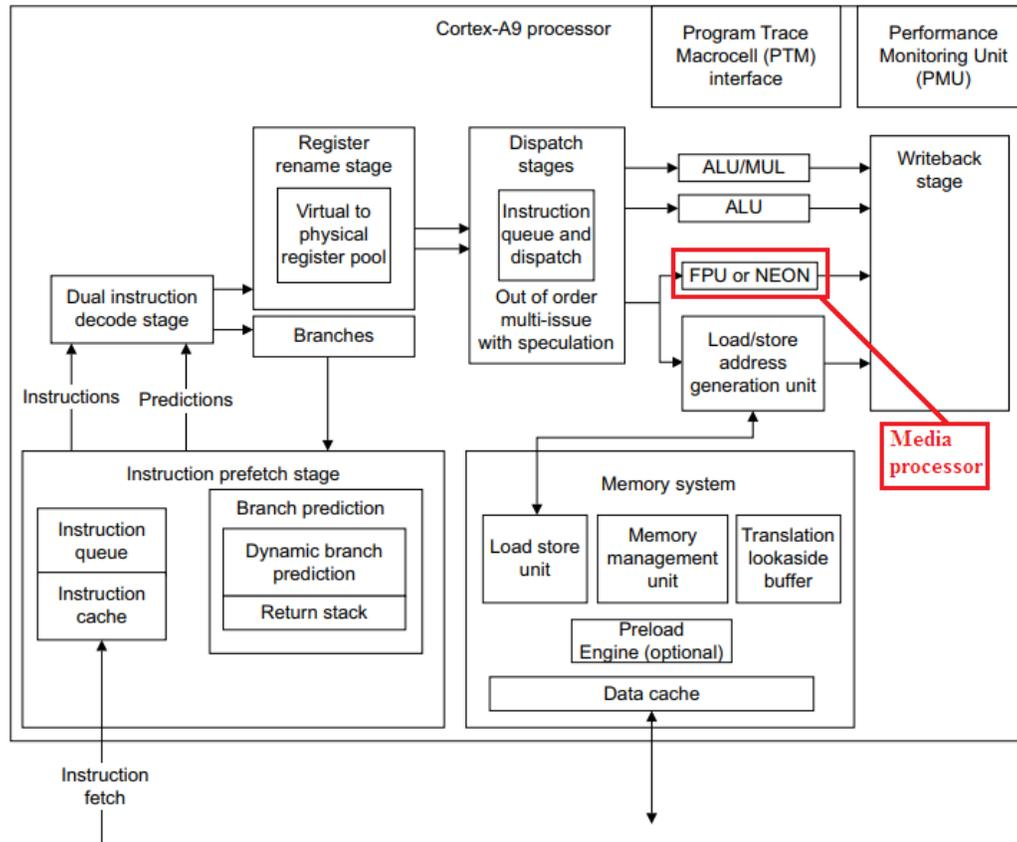 Cortex-A9 processor
Program Trace
Macrocell (PTM)
interface
Performance
Monitoring Unit
(PMU)
Register
rename stage
Virtual to
physical
register pool
Dispatch
stages
Instruction
queue and
dispatch
Out of order
multi-issue
with speculation
ALU/MUL
ALU
FPU or NEON
Load/store
address
generation unit
Writeback
stage
Media
processor
Dual instruction
decode stage
Branches
Instructions
Predictions
Instruction prefetch stage
Instruction
queue
Instruction
cache
Branch prediction
Dynamic branch
prediction
Return stack
Memory system
Load store
unit
Memory
management
unit
Translation
lookaside
buffer
Preload
Engine (optional)
Data cache
Instruction
fetch